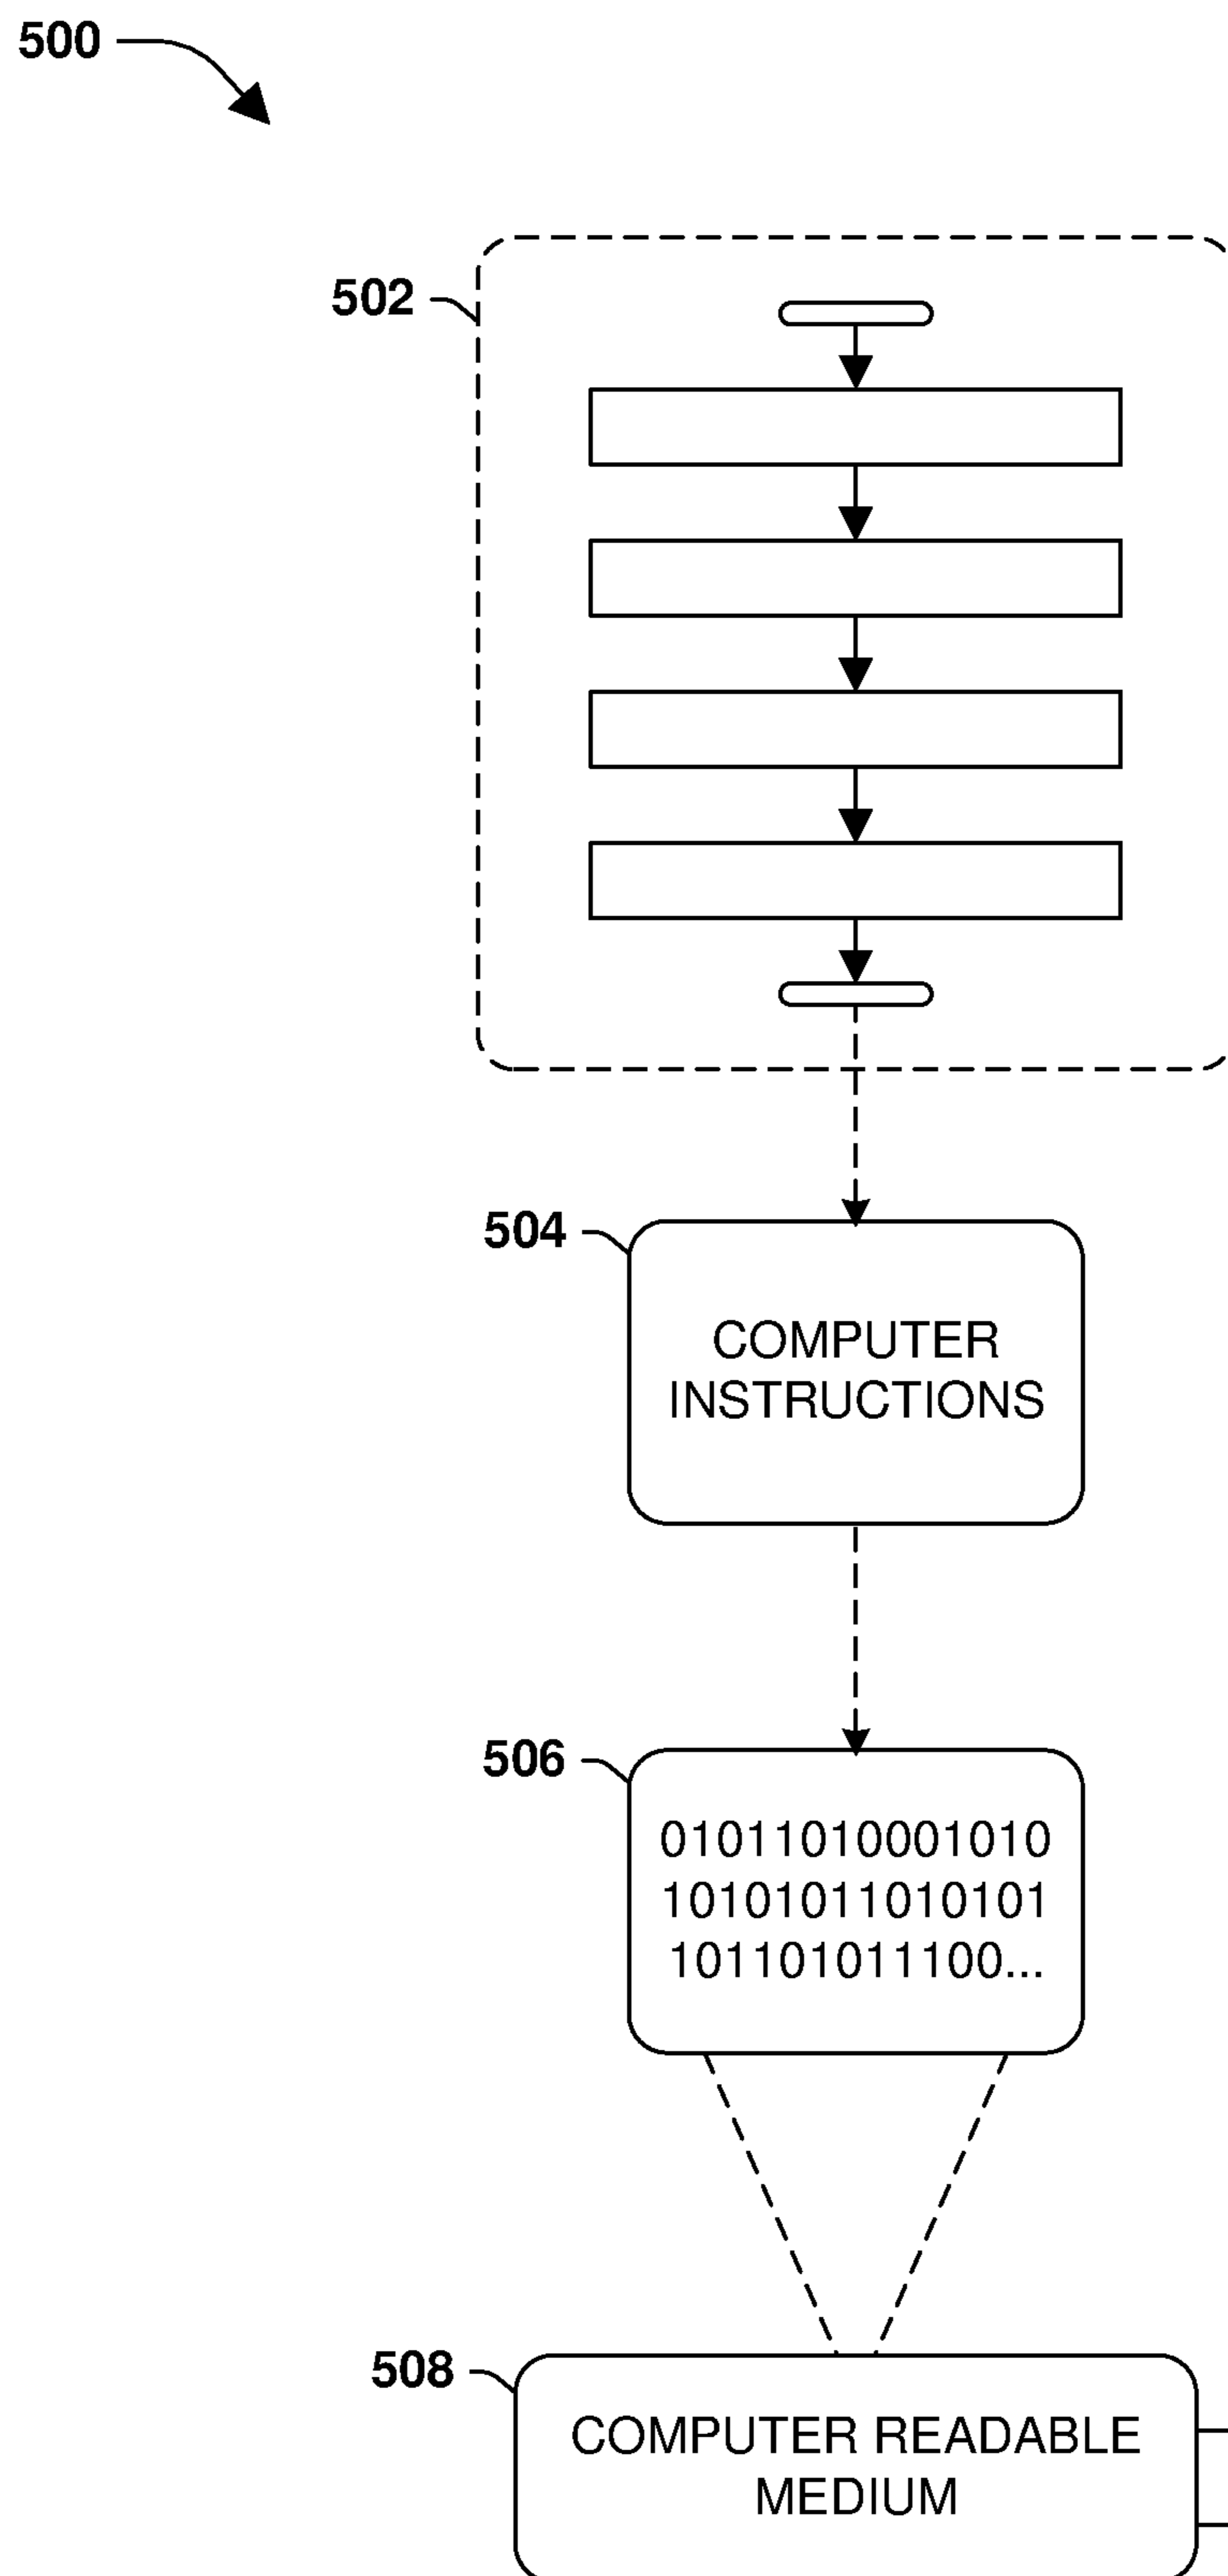 500
502
504
COMPUTER
INSTRUCTIONS
506
01011010001010
10101011010101
101101011100...
508
COMPUTER READABLE
MEDIUM